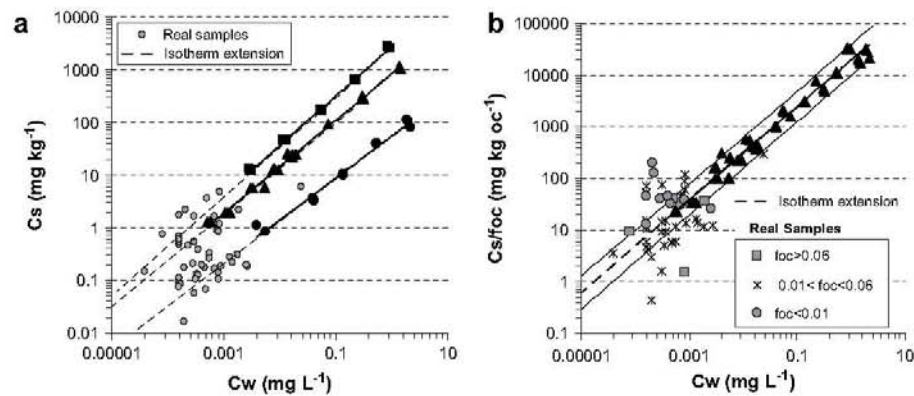 a
10000
1000
100
10
1
0.1
0.01
Cs (mg kg⁻¹)
Real samples
Isotherm extension
0.00001
0.001
0.1
10
Cw (mg L⁻¹)
b
100000
10000
1000
100
10
1
0.1
Cs/foc (mg kg oc⁻¹)
Isotherm extension
Real Samples
foc>0.06
0.01< foc<0.06
foc<0.01
0.00001
0.001
0.1
10
Cw (mg L⁻¹)